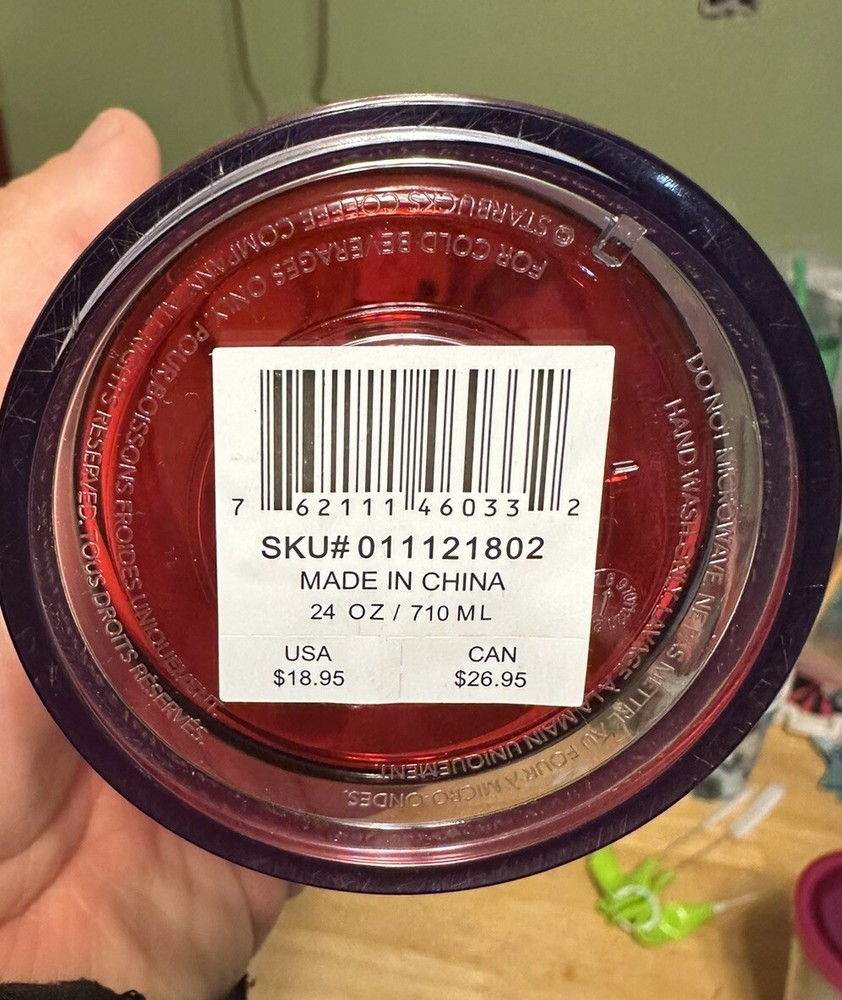 © STARBUCKS COFFEE COMPANY. ALL RIGHTS RESERVED. TOUS DROITS RÉSERVÉS.
FOR COLD BEVERAGES ONLY. POUR BOISSONS FROIDES UNIQUEMENT.
DO NOT MICROWAVE. NE PAS METTRE AU FOUR À MICRO-ONDES.
HAND WASH ONLY. LAVAGE À LA MAIN UNIQUEMENT.
7 62111 46033 2
SKU# 011121802
MADE IN CHINA
24 OZ / 710 ML
USA CAN
$18.95 $26.95